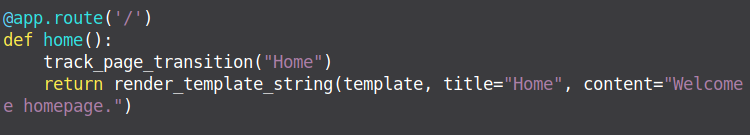 @app.route('/')
def home():
    track_page_transition("Home")
    return render_template_string(template, title="Home", content="Welcome
e homepage.")